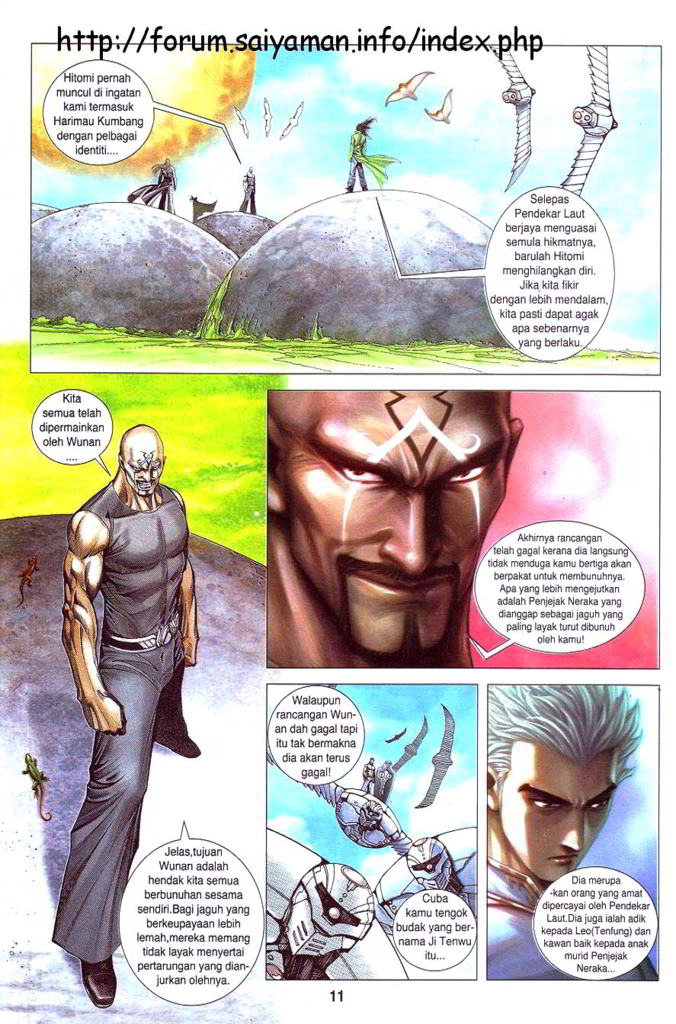 http://forum.saiyaman.info/index.php
Hitomi pernah
muncul di ingatan
kami termasuk
Harimau Kumbang
dengan pelbagai
identiti....
Selepas
Pendekar Laut
berjaya menguasai
semula hikmatnya,
barulah Hitomi
menghilangkan diri.
Jika kita fikir
dengan lebih mendalam,
kita pasti dapat agak
apa sebenarnya
yang berlaku.
Kita
semua telah
dipermainkan
oleh Wunan
....
Akhirnya rancangan
telah gagal kerana dia langsung
tidak menduga kamu bertiga akan
berpakat untuk membunuhnya.
Apa yang lebih mengejutkan
adalah Penjejak Neraka yang
dianggap sebagai jaguh yang
paling layak turut dibunuh
oleh kamu!
Jelas,tujuan
Wunan adalah
hendak kita semua
berbunuhan sesama
sendiri.Bagi jaguh yang
berkeupayaan lebih
lemah,mereka memang
tidak layak menyertai
pertarungan yang dian-
jurkan olehnya.
Walaupun
rancangan Wun-
an dah gagal tapi
itu tak bermakna
dia akan terus
gagal!
Cuba
kamu tengok
budak yang ber-
nama Ji Tenwu
itu...
Dia merupa
-kan orang yang amat
dipercayai oleh Pendekar
Laut.Dia juga ialah adik
kepada Leo(Tenfung) dan
kawan baik kepada anak
murid Penjejak
Neraka...
11